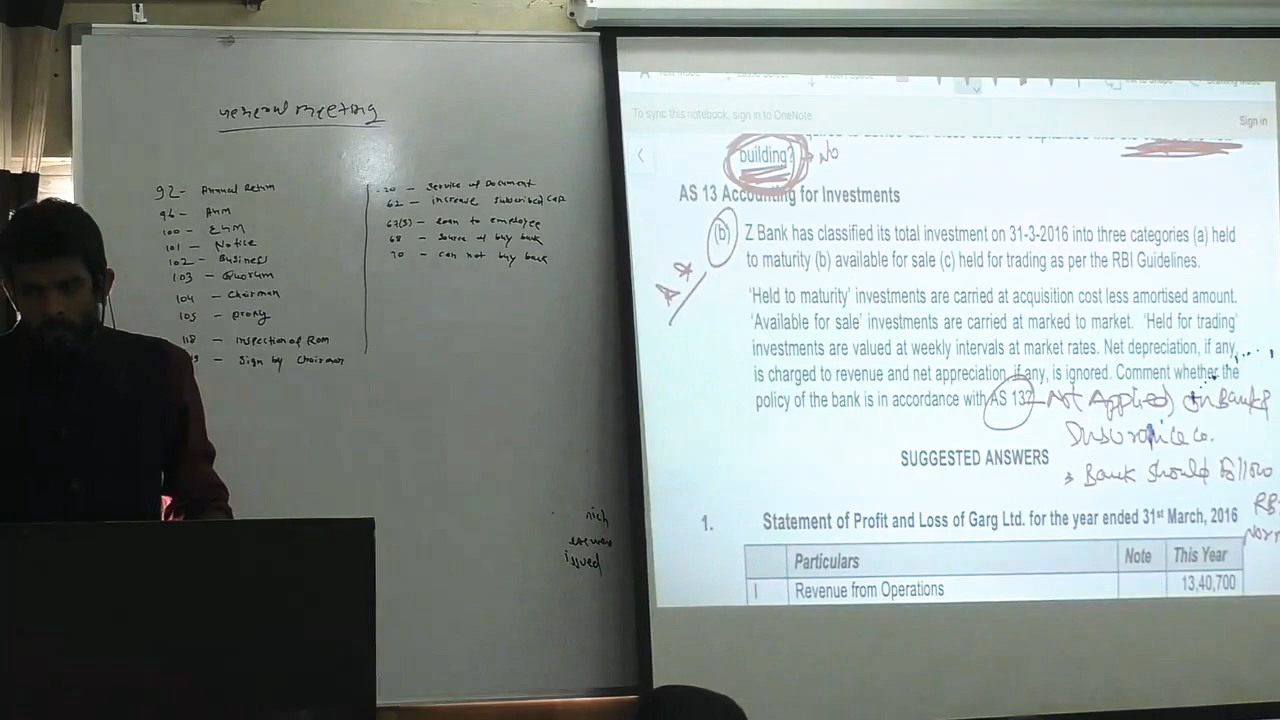 General meeting
92 - Annual Return
96 - AGM
100 - EGM
101 - Notice
102 - Business
103 - Quorum
104 - Chairman
105 - Proxy
118 - Inspection of
- Sign by Chairman
20 - Service of Document
62 - increase subscribed cap
67(3) - loan to employee
68 - Source of buy back
70 - can not buy back
issued
To sync this notebook, sign in to OneNote.
Sign in
building? No
AS 13 Accounting for Investments
(b) Z Bank has classified its total investment on 31-3-2016 into three categories (a) held
to maturity (b) available for sale (c) held for trading as per the RBI Guidelines.
'Held to maturity' investments are carried at acquisition cost less amortised amount.
'Available for sale' investments are carried at marked to market. 'Held for trading'
investments are valued at weekly intervals at market rates. Net depreciation, if any,
is charged to revenue and net appreciation, if any, is ignored. Comment whether the
policy of the bank is in accordance with AS 13? - Not Applied on Bank &
Insurance co.
Bank should follow
RBI
SUGGESTED ANSWERS
1. Statement of Profit and Loss of Garg Ltd. for the year ended 31st March, 2016
Particulars Note This Year
I Revenue from Operations 13,40,700